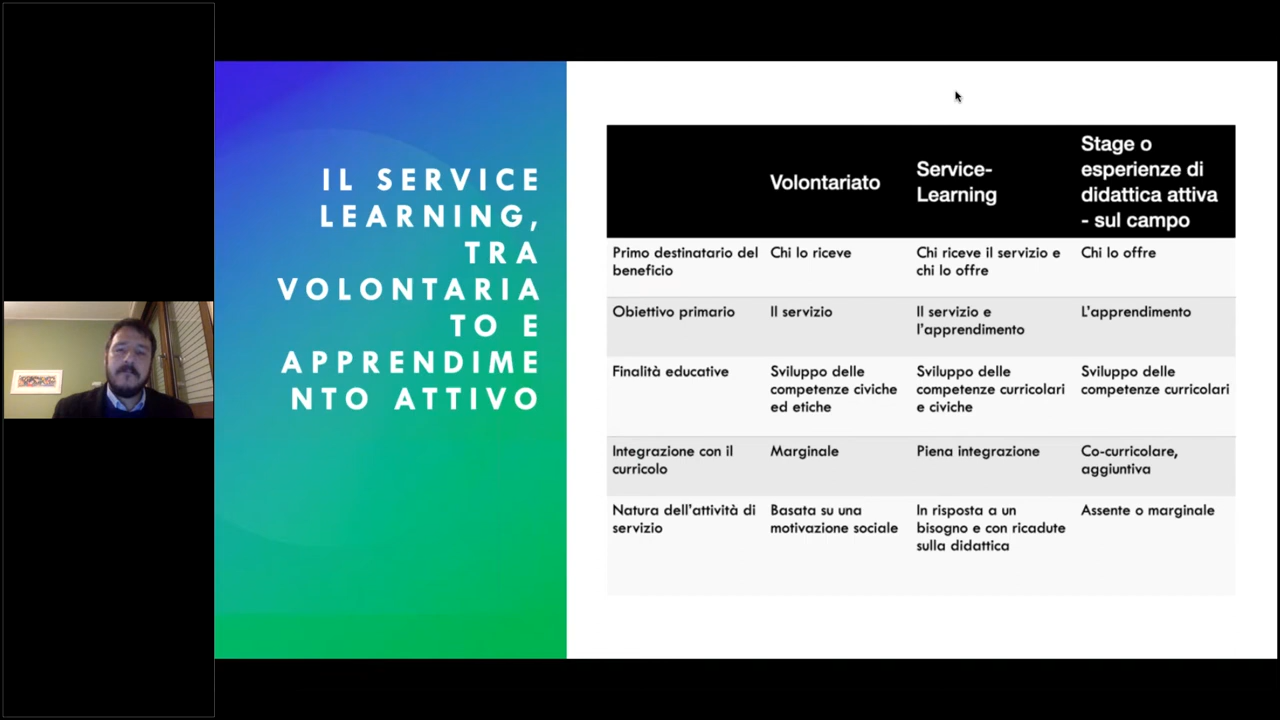 IL SERVICE
LEARNING,
TRA
VOLONTARIA
TO E
APPRENDIME
NTO ATTIVO
Volontariato
Service-
Learning
Stage o
esperienze di
didattica attiva
- sul campo
Primo destinatario del
beneficio
Chi lo riceve
Chi riceve il servizio e
chi lo offre
Chi lo offre
Obiettivo primario
Il servizio
Il servizio e
l'apprendimento
L'apprendimento
Finalità educative
Sviluppo delle
competenze civiche
ed etiche
Sviluppo delle
competenze curricolari
e civiche
Sviluppo delle
competenze curricolari
Integrazione con il
curricolo
Marginale
Piena integrazione
Co-curricolare,
aggiuntiva
Natura dell'attività di
servizio
Basata su una
motivazione sociale
In risposta a un
bisogno e con ricadute
sulla didattica
Assente o marginale